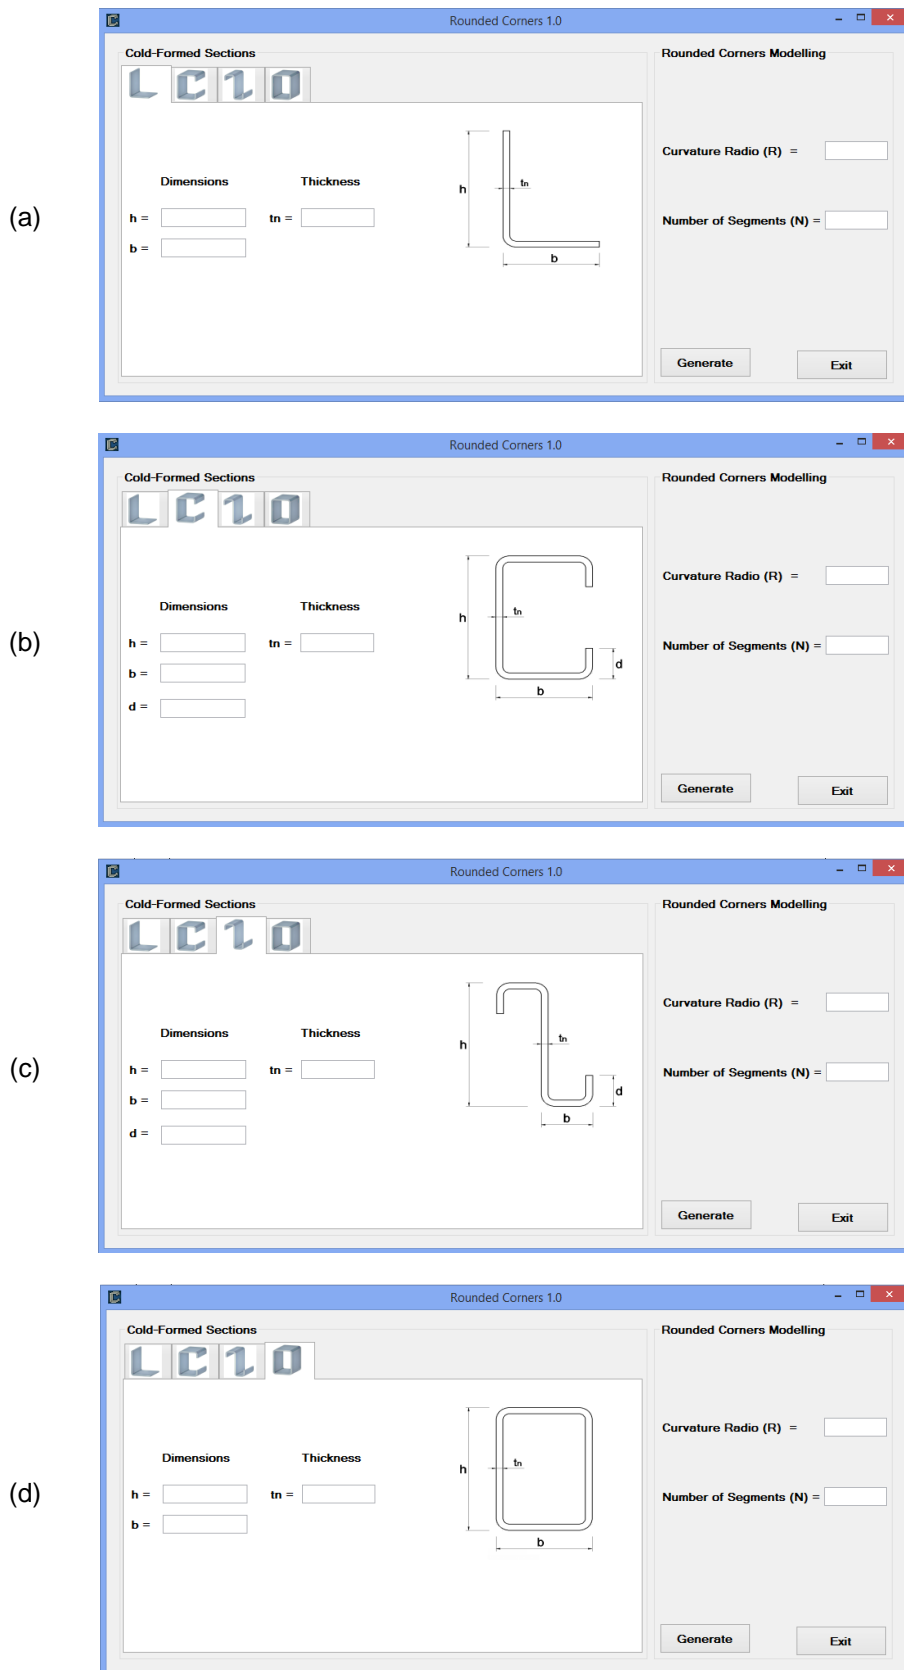 Rounded Corners 1.0
Cold-Formed Sections
Rounded Corners Modelling
Dimensions Thickness
h = tn =
b =
h
tn
b
Curvature Radio (R) =
Number of Segments (N) =
Generate Exit
(a)
Rounded Corners 1.0
Cold-Formed Sections
Rounded Corners Modelling
Dimensions Thickness
h = tn =
b =
d =
h
tn
d
b
Curvature Radio (R) =
Number of Segments (N) =
Generate Exit
(b)
Rounded Corners 1.0
Cold-Formed Sections
Rounded Corners Modelling
Dimensions Thickness
h = tn =
b =
d =
h
tn
d
b
Curvature Radio (R) =
Number of Segments (N) =
Generate Exit
(c)
Rounded Corners 1.0
Cold-Formed Sections
Rounded Corners Modelling
Dimensions Thickness
h = tn =
b =
h
tn
b
Curvature Radio (R) =
Number of Segments (N) =
Generate Exit
(d)